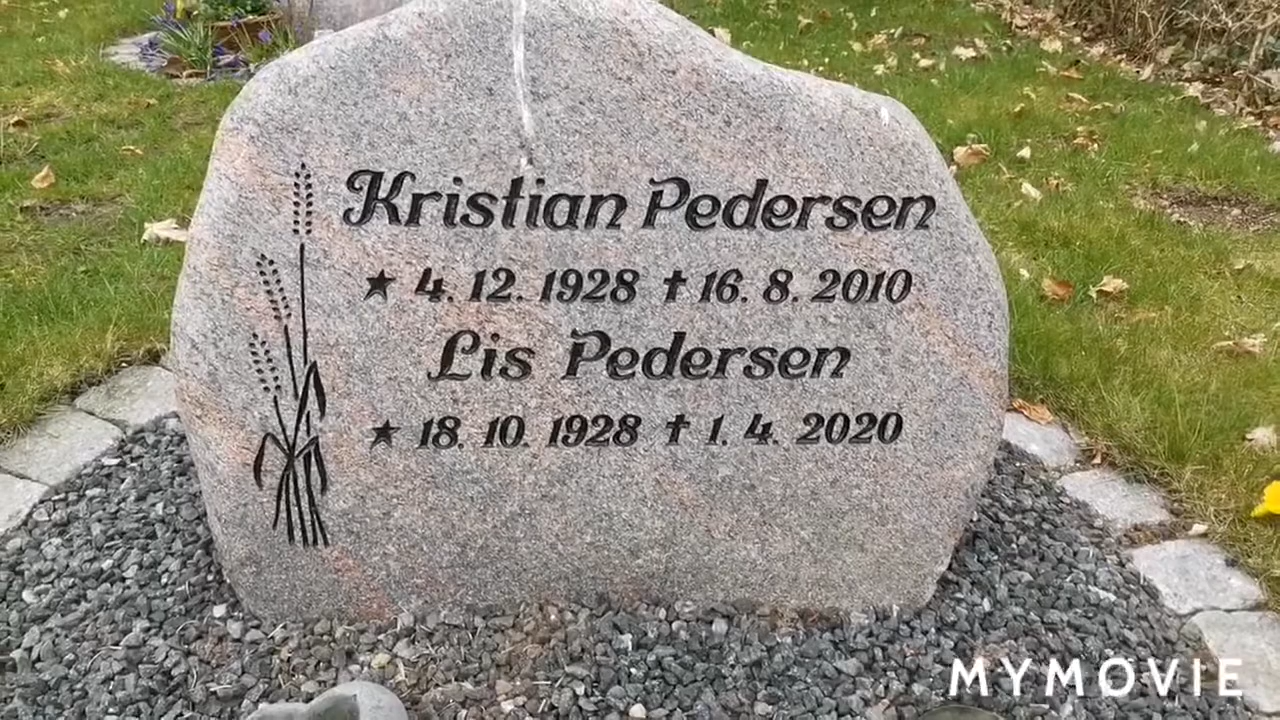 Kristian Pedersen
★ 4. 12. 1928 ✝ 16. 8. 2010
Lis Pedersen
★ 18. 10. 1928 ✝ 1. 4. 2020
MYMOVIE